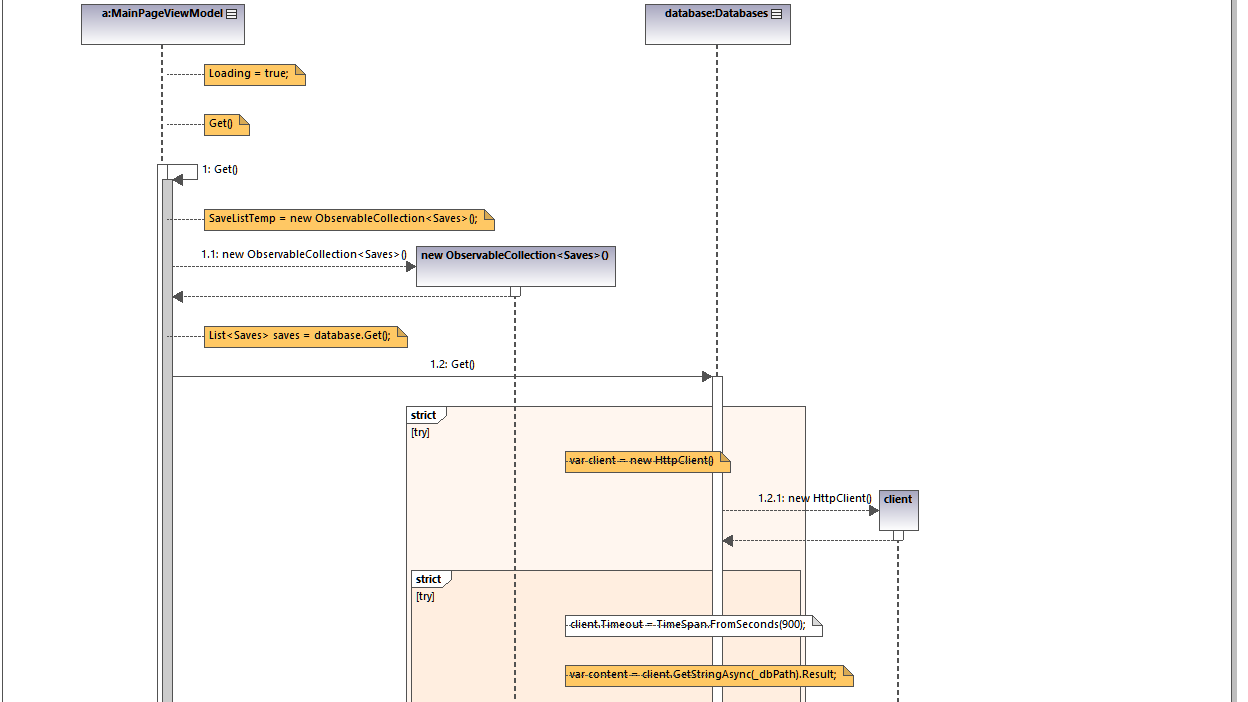 a:MainPageViewModel
database:Databases
Loading = true;
Get()
1: Get()
SaveListTemp = new ObservableCollection<Saves>();
1.1: new ObservableCollection<Saves>()
new ObservableCollection<Saves>()
List<Saves> saves = database.Get();
1.2: Get()
strict
[try]
var client = new HttpClient()
1.2.1: new HttpClient()
client
strict
[try]
client.Timeout = TimeSpan.FromSeconds(900);
var content = client.GetStringAsync(_dbPath).Result;